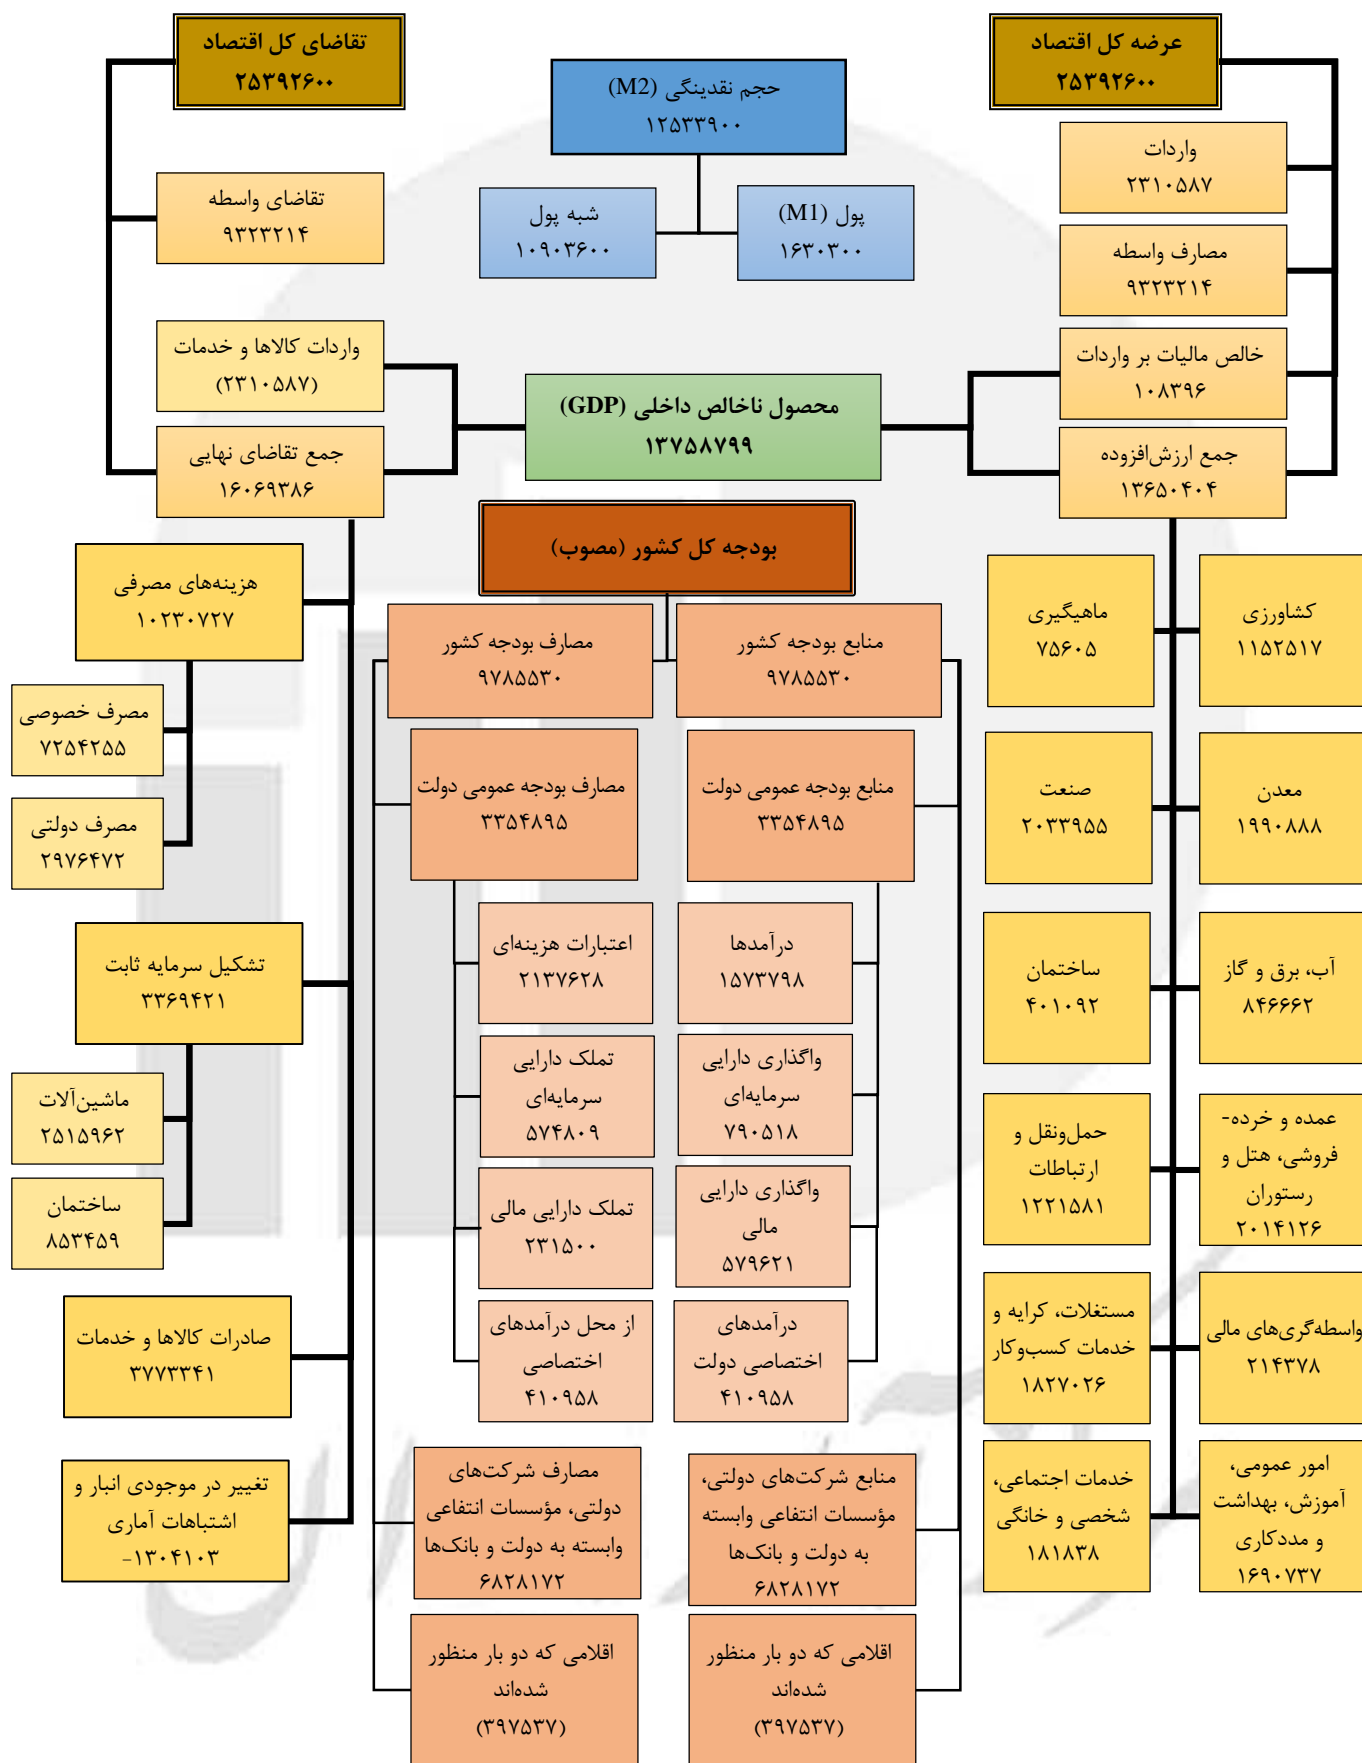 عرضه کل اقتصاد
۲۵۳۹۲۶۰۰
واردات
۲۳۱۰۵۸۷
مصارف واسطه
۹۳۲۳۲۱۴
خالص مالیات بر واردات
۱۰۸۳۹۶
جمع ارزش‌افزوده
۱۳۶۵۰۴۰۴
کشاورزی
۱۱۵۲۵۱۷
ماهیگیری
۷۵۶۰۵
معدن
۱۹۹۰۸۸۸
صنعت
۲۰۳۳۹۵۵
آب، برق و گاز
۸۴۶۶۶۲
ساختمان
۴۰۱۰۹۲
عمده و خرده-
فروشی، هتل و
رستوران
۲۰۱۴۱۲۶
حمل‌ونقل و
ارتباطات
۱۲۲۱۵۸۱
واسطه‌گری‌های مالی
۲۱۴۳۷۸
مستغلات، کرایه و
خدمات کسب‌وکار
۱۸۲۷۰۲۶
امور عمومی،
آموزش، بهداشت
و مددکاری
۱۶۹۰۷۳۷
خدمات اجتماعی،
شخصی و خانگی
۱۸۱۸۳۸
حجم نقدینگی (M2)
۱۲۵۳۳۹۰۰
پول (M1)
۱۶۳۰۳۰۰
شبه پول
۱۰۹۰۳۶۰۰
محصول ناخالص داخلی (GDP)
۱۳۷۵۸۷۹۹
بودجه کل کشور (مصوب)
منابع بودجه کشور
۹۷۸۵۵۳۰
مصارف بودجه کشور
۹۷۸۵۵۳۰
منابع بودجه عمومی دولت
۳۳۵۴۸۹۵
مصارف بودجه عمومی دولت
۳۳۵۴۸۹۵
درآمدها
۱۵۷۳۷۹۸
اعتبارات هزینه‌ای
۲۱۳۷۶۲۸
واگذاری دارایی
سرمایه‌ای
۷۹۰۵۱۸
تملک دارایی
سرمایه‌ای
۵۷۴۸۰۹
واگذاری دارایی
مالی
۵۷۹۶۲۱
تملک دارایی مالی
۲۳۱۵۰۰
درآمدهای
اختصاصی دولت
۴۱۰۹۵۸
از محل درآمدهای
اختصاصی
۴۱۰۹۵۸
منابع شرکت‌های دولتی،
مؤسسات انتفاعی وابسته
به دولت و بانک‌ها
۶۸۲۸۱۷۲
مصارف شرکت‌های
دولتی، مؤسسات انتفاعی
وابسته به دولت و بانک‌ها
۶۸۲۸۱۷۲
اقلامی که دو بار منظور
شده‌اند
(۳۹۷۵۳۷)
اقلامی که دو بار منظور
شده‌اند
(۳۹۷۵۳۷)
تقاضای کل اقتصاد
۲۵۳۹۲۶۰۰
تقاضای واسطه
۹۳۲۳۲۱۴
واردات کالاها و خدمات
(۲۳۱۰۵۸۷)
جمع تقاضای نهایی
۱۶۰۶۹۳۸۶
هزینه‌های مصرفی
۱۰۲۳۰۷۲۷
مصرف خصوصی
۷۲۵۴۲۵۵
مصرف دولتی
۲۹۷۶۴۷۲
تشکیل سرمایه ثابت
۳۳۶۹۴۲۱
ماشین‌آلات
۲۵۱۵۹۶۲
ساختمان
۸۵۳۴۵۹
صادرات کالاها و خدمات
۳۷۷۳۳۴۱
تغییر در موجودی انبار و
اشتباهات آماری
-۱۳۰۴۱۰۳